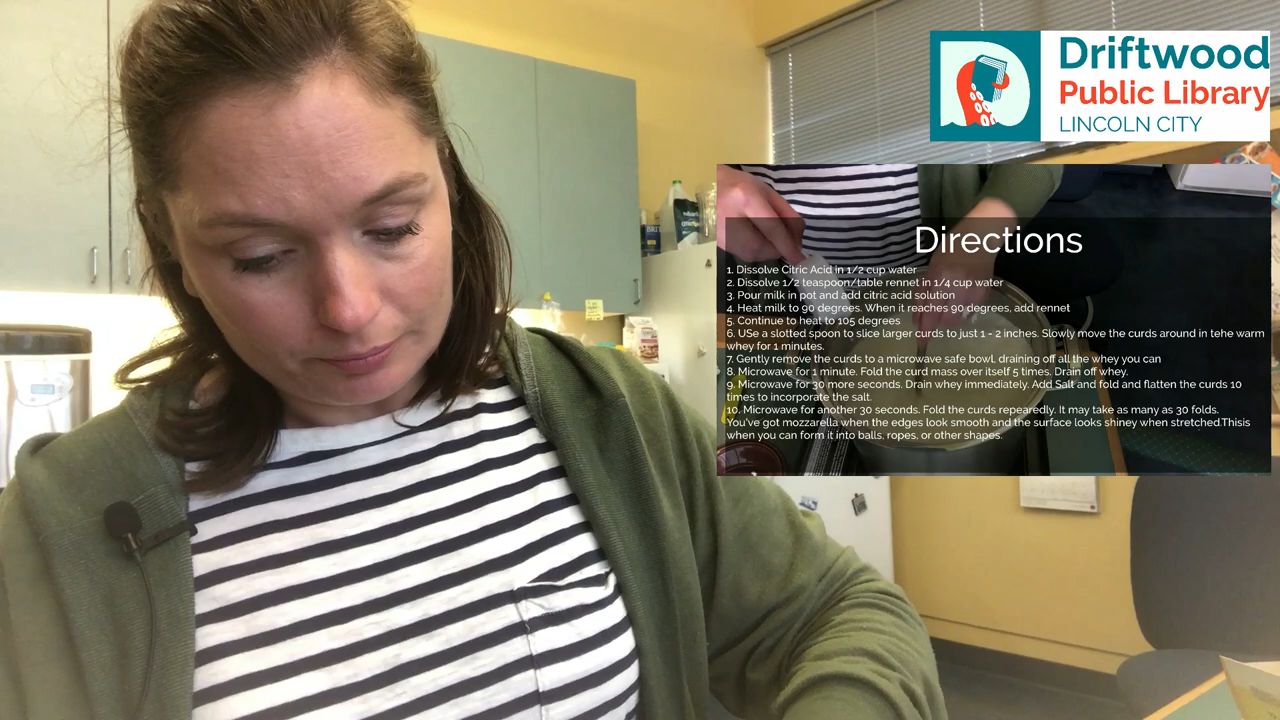 Driftwood
Public Library
LINCOLN CITY
Directions
1. Dissolve Citric Acid in 1/2 cup water
2. Dissolve 1/2 teaspoon/table rennet in 1/4 cup water
3. Pour milk in pot and add citric acid solution
4. Heat milk to 90 degrees. When it reaches 90 degrees, add rennet
5. Continue to heat to 105 degrees
6. USe a slotted spoon to slice larger curds to just 1 - 2 inches. Slowly move the curds around in tehe warm
whey for 1 minutes.
7. Gently remove the curds to a microwave safe bowl. draining off all the whey you can
8. Microwave for 1 minute. Fold the curd mass over itself 5 times. Drain off whey.
9. Microwave for 30 more seconds. Drain whey immediately. Add Salt and fold and flatten the curds 10
times to incorporate the salt.
10. Microwave for another 30 seconds. Fold the curds repearedly. It may take as many as 30 folds.
You've got mozzarella when the edges look smooth and the surface looks shiney when stretched.Thisis
when you can form it into balls, ropes, or other shapes.